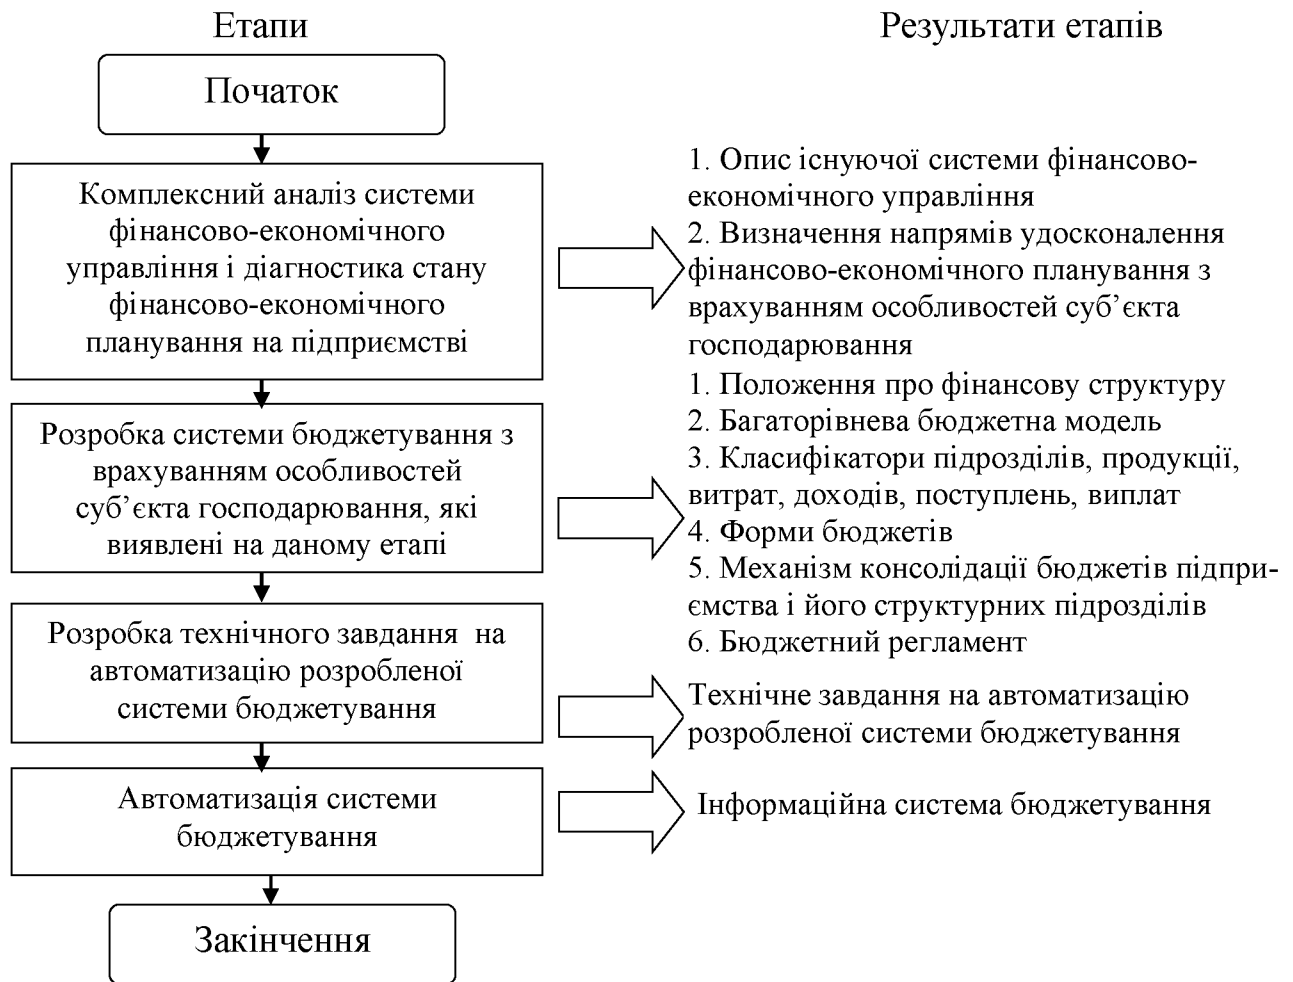 Етапи
Результати етапів
Початок
Комплексний аналіз системи
фінансово-економічного
управління і діагностика стану
фінансово-економічного
планування на підприємстві
1. Опис існуючої системи фінансово-
економічного управління
2. Визначення напрямів удосконалення
фінансово-економічного планування з
врахуванням особливостей суб’єкта
господарювання
Розробка системи бюджетування з
врахуванням особливостей
суб’єкта господарювання, які
виявлені на даному етапі
1. Положення про фінансову структуру
2. Багаторівнева бюджетна модель
3. Класифікатори підрозділів, продукції,
витрат, доходів, поступлень, виплат
4. Форми бюджетів
5. Механізм консолідації бюджетів підпри-
ємства і його структурних підрозділів
6. Бюджетний регламент
Розробка технічного завдання на
автоматизацію розробленої
системи бюджетування
Технічне завдання на автоматизацію
розробленої системи бюджетування
Автоматизація системи
бюджетування
Інформаційна система бюджетування
Закінчення